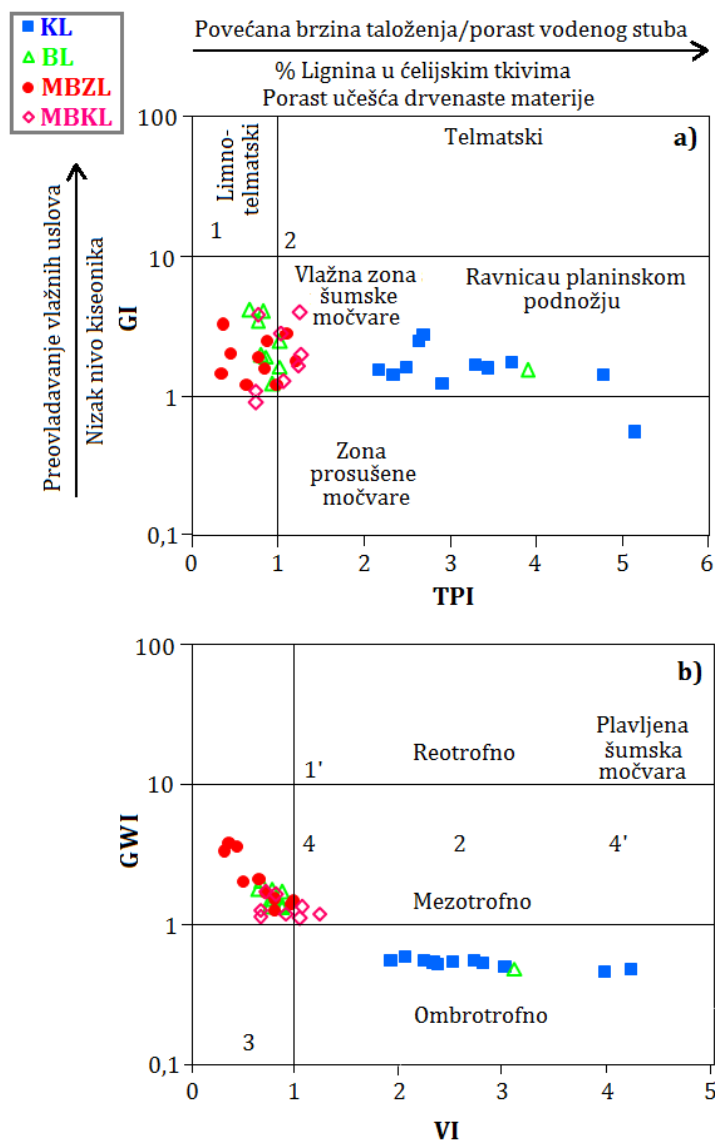 KL
BL
MBZL
MBKL
Povećana brzina taloženja/porast vodenog stuba
% Lignina u ćelijskim tkivima
Porast učešća drvenaste materije
Preovladavanje vlažnih uslova
Nizak nivo kiseonika
a)
Limno-
telmatski
Telmatski
1
2
Vlažna zona
šumske
močvare
Ravnicau planinskom
podnožju
Zona
prosušene
močvare
GI
100
10
1
0,1
0
1
2
3
4
5
6
TPI
b)
1'
Reotrofno
Plavljena
šumska
močvara
4
2
4'
Mezotrofno
Ombrotrofno
3
GWI
100
10
1
0,1
0
1
2
3
4
5
VI